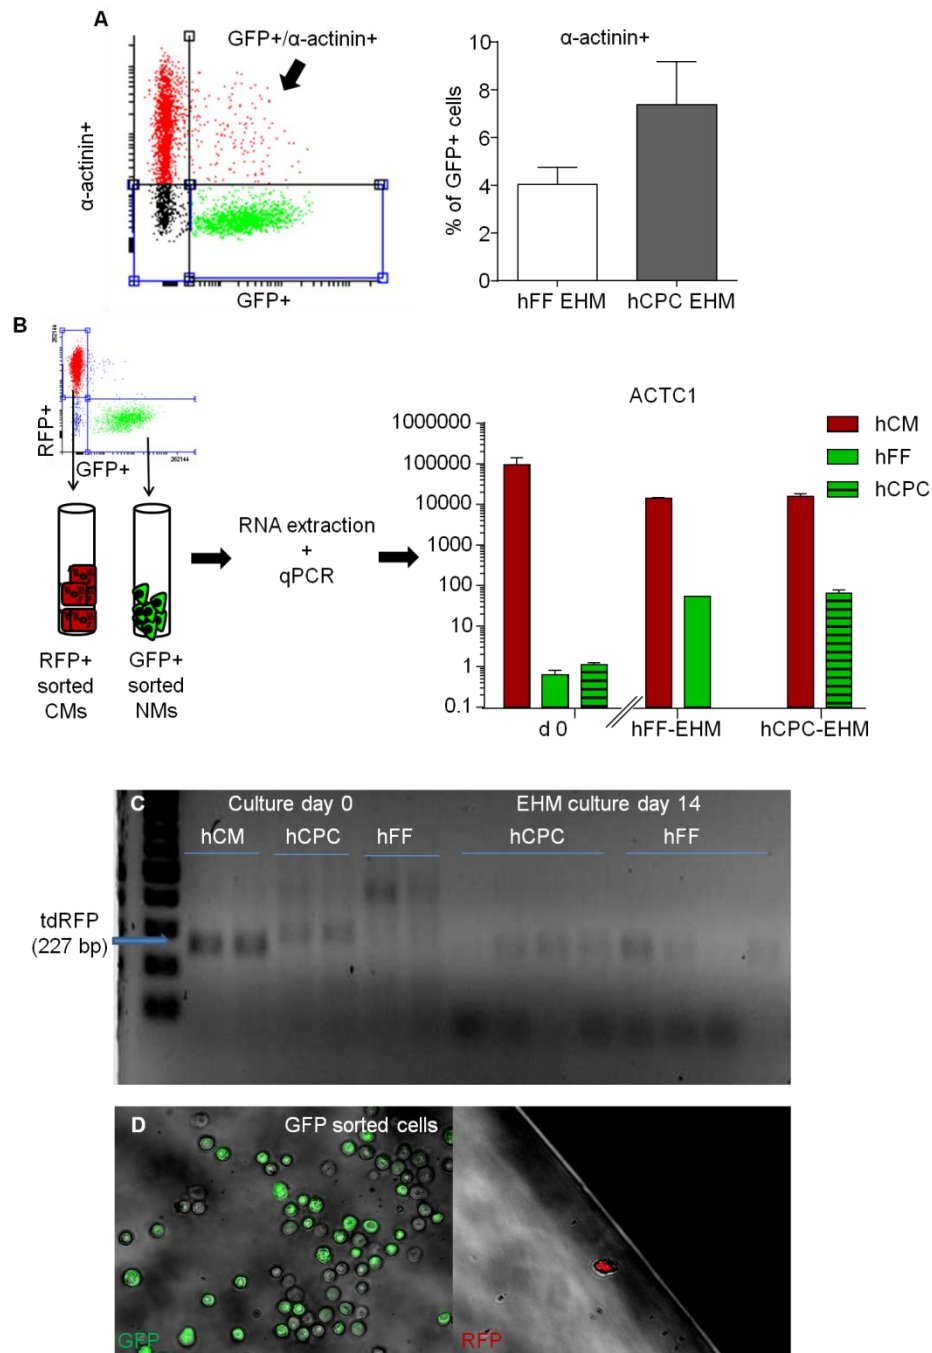 A
GFP+/α-actinin+
α-actinin+
GFP+
α-actinin+
% of GFP+ cells
10
8
6
4
2
0
hFF EHM
hCPC EHM
B
262144
RFP+
GFP+
262144
RFP+
sorted
CMs
GFP+
sorted
NMs
RNA extraction
+
qPCR
ACTC1
1000000
100000
10000
1000
100
10
1
0.1
d 0
hFF-EHM
hCPC-EHM
hCM
hFF
hCPC
C
Culture day 0
EHM culture day 14
hCM
hCPC
hFF
hCPC
hFF
tdRFP
(227 bp)
D
GFP sorted cells
GFP
RFP